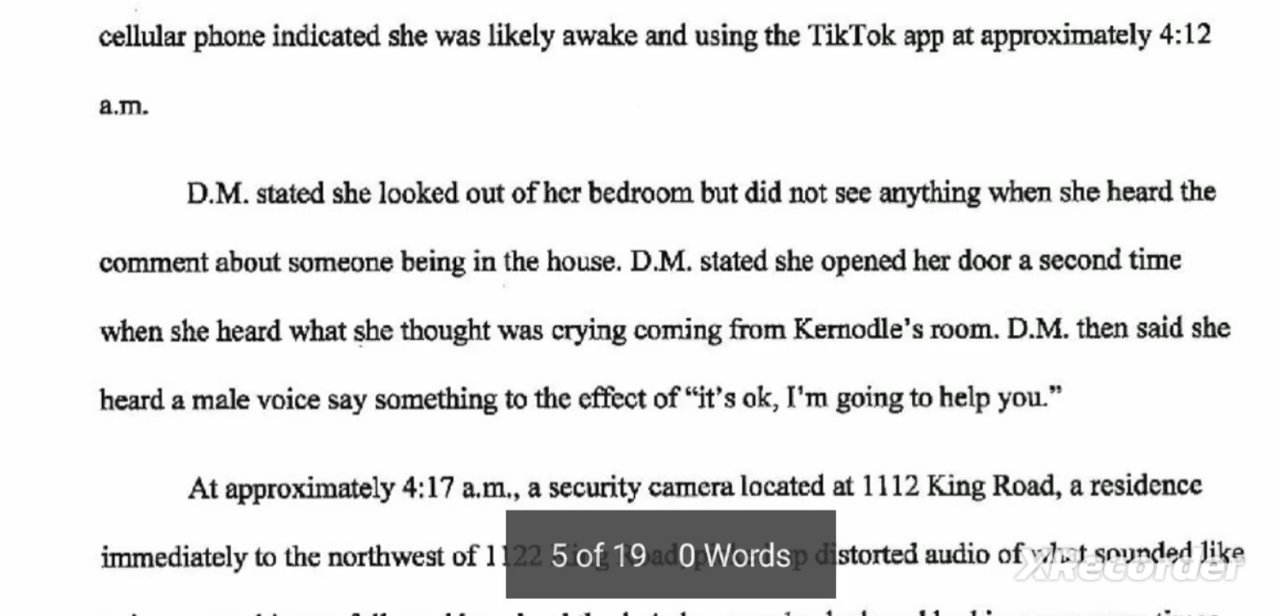 cellular phone indicated she was likely awake and using the TikTok app at approximately 4:12
a.m.
D.M. stated she looked out of her bedroom but did not see anything when she heard the
comment about someone being in the house. D.M. stated she opened her door a second time
when she heard what she thought was crying coming from Kernodle's room. D.M. then said she
heard a male voice say something to the effect of “it's ok, I'm going to help you.”
At approximately 4:17 a.m., a security camera located at 1112 King Road, a residence
immediately to the northwest of 1122 King Road, distorted audio of what sounded like
5 of 19 0 Words
XRecorder